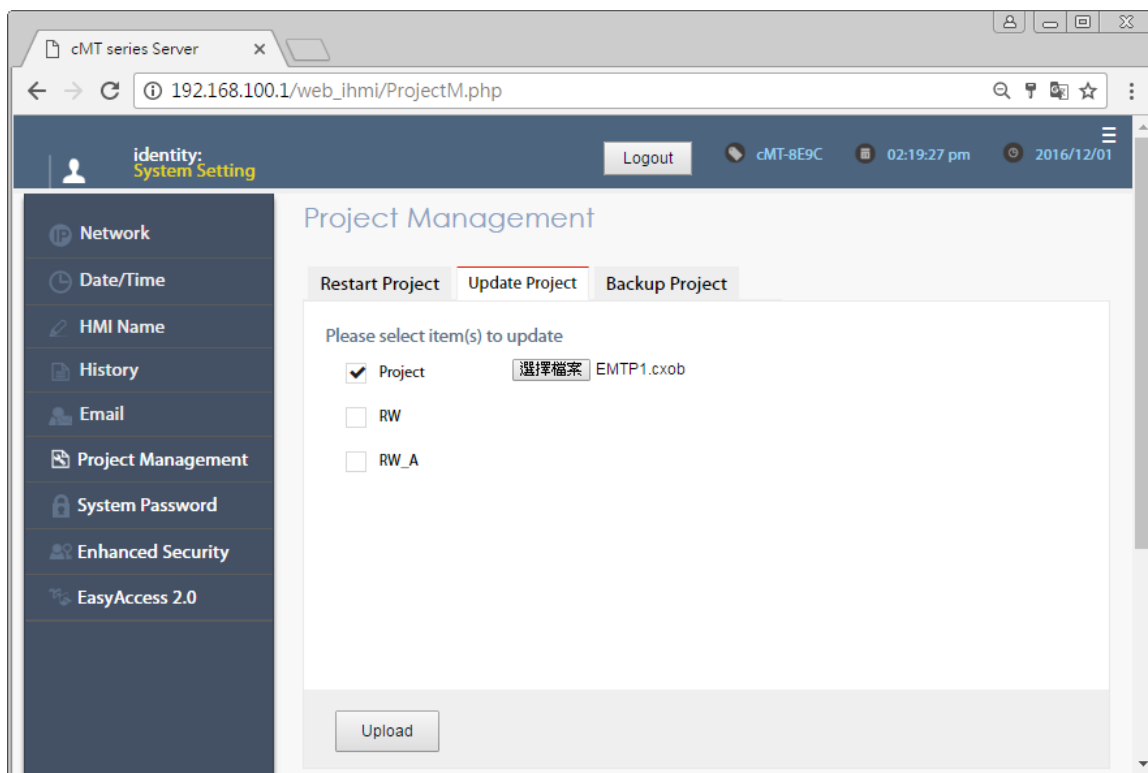 cMT series Server
192.168.100.1/web_ihmi/ProjectM.php
identity:
System Setting
Logout
cMT-8E9C
02:19:27 pm
2016/12/01
IP Network
Date/Time
HMI Name
History
Email
Project Management
System Password
Enhanced Security
EasyAccess 2.0
Project Management
Restart Project
Update Project
Backup Project
Please select item(s) to update
Project
選擇檔案 EMTP1.cxob
RW
RW_A
Upload